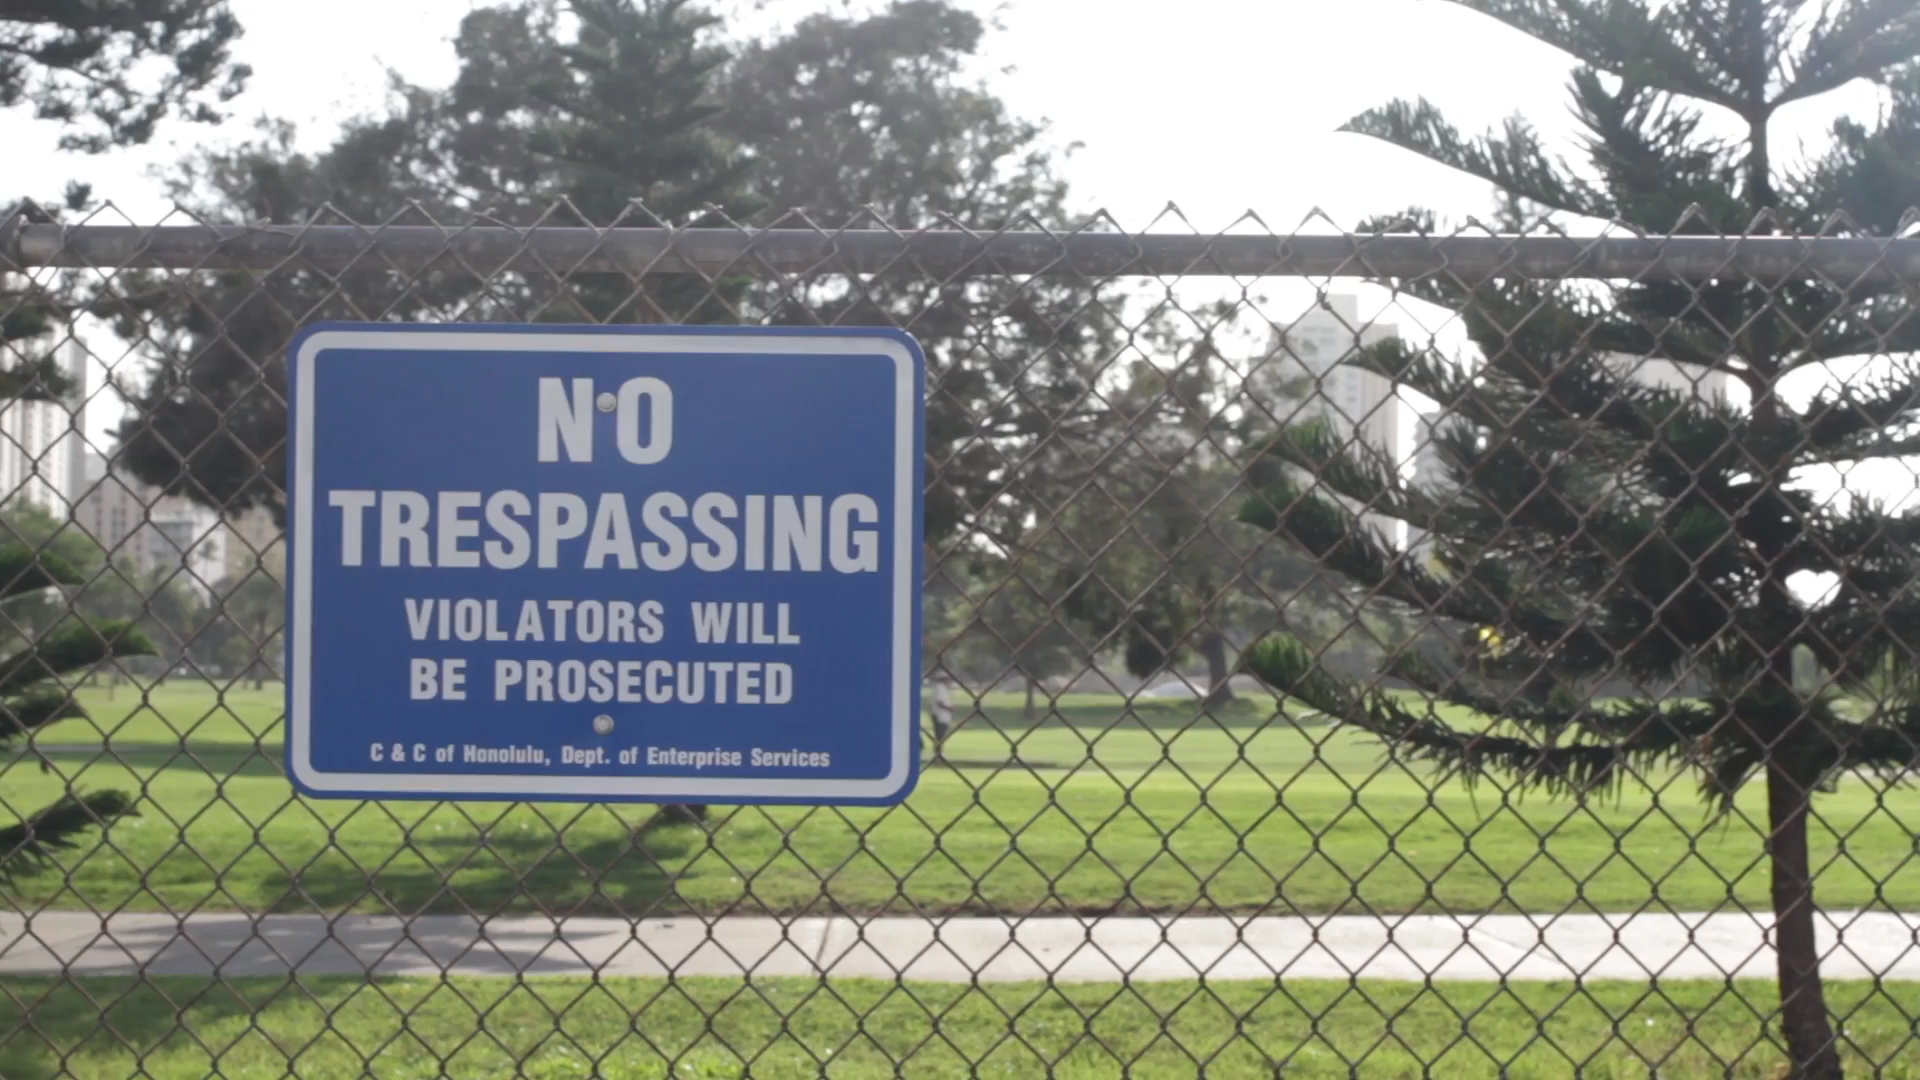 NO
TRESPASSING
VIOLATORS WILL
BE PROSECUTED
C & C of Honolulu, Dept. of Enterprise Services